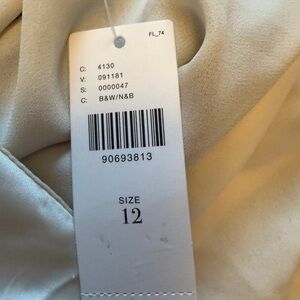 FL_74
C: 4130
V: 091181
S: 0000047
C: B&W/N&B
90693813
SIZE
12